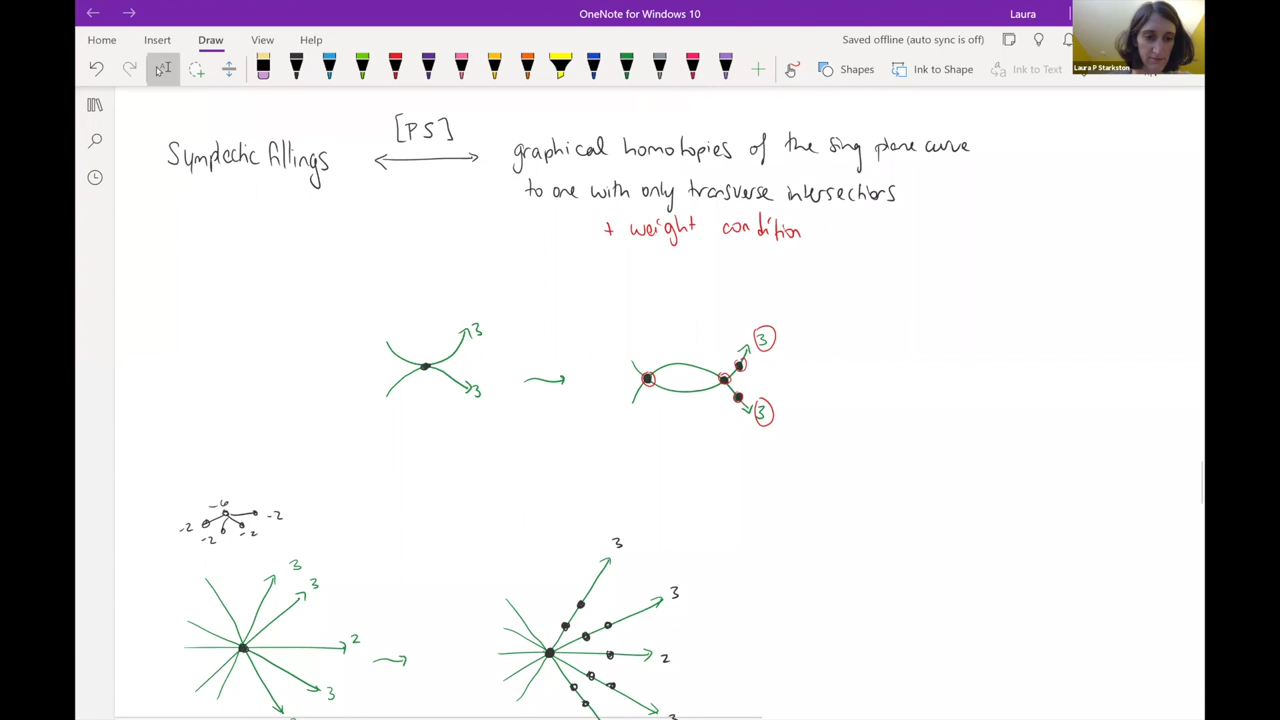 OneNote for Windows 10
Laura
Home Insert Draw View Help
Saved offline (auto sync is off)
Shapes Ink to Shape Ink to Text
Laura P Starkston
[PS]
Symplectic fillings ⟷ graphical homotopies of the sing plane curve
to one with only transverse intersections
+ weight condition
3
3
3
3
-6
-2 -2 -2 -2
3
3
2
3
3
3
2